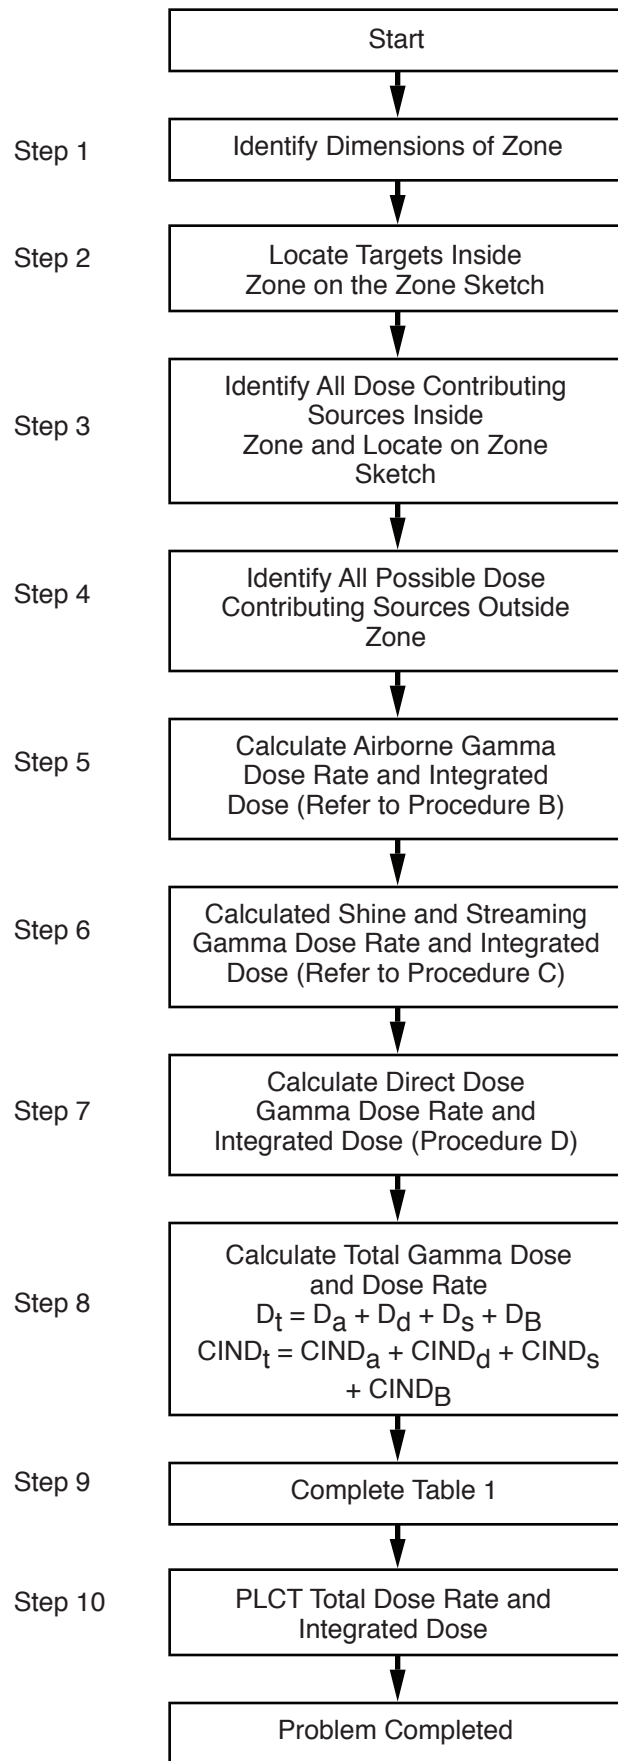 Start
Step 1
Identify Dimensions of Zone
Step 2
Locate Targets Inside
Zone on the Zone Sketch
Step 3
Identify All Dose Contributing
Sources Inside
Zone and Locate on Zone
Sketch
Step 4
Identify All Possible Dose
Contributing Sources Outside
Zone
Step 5
Calculate Airborne Gamma
Dose Rate and Integrated
Dose (Refer to Procedure B)
Step 6
Calculated Shine and Streaming
Gamma Dose Rate and Integrated
Dose (Refer to Procedure C)
Step 7
Calculate Direct Dose
Gamma Dose Rate and
Integrated Dose (Procedure D)
Step 8
Calculate Total Gamma Dose
and Dose Rate
Dt = Da + Dd + Ds + DB
CINDt = CINDa + CINDd + CINDs
+ CINDB
Step 9
Complete Table 1
Step 10
PLCT Total Dose Rate and
Integrated Dose
Problem Completed